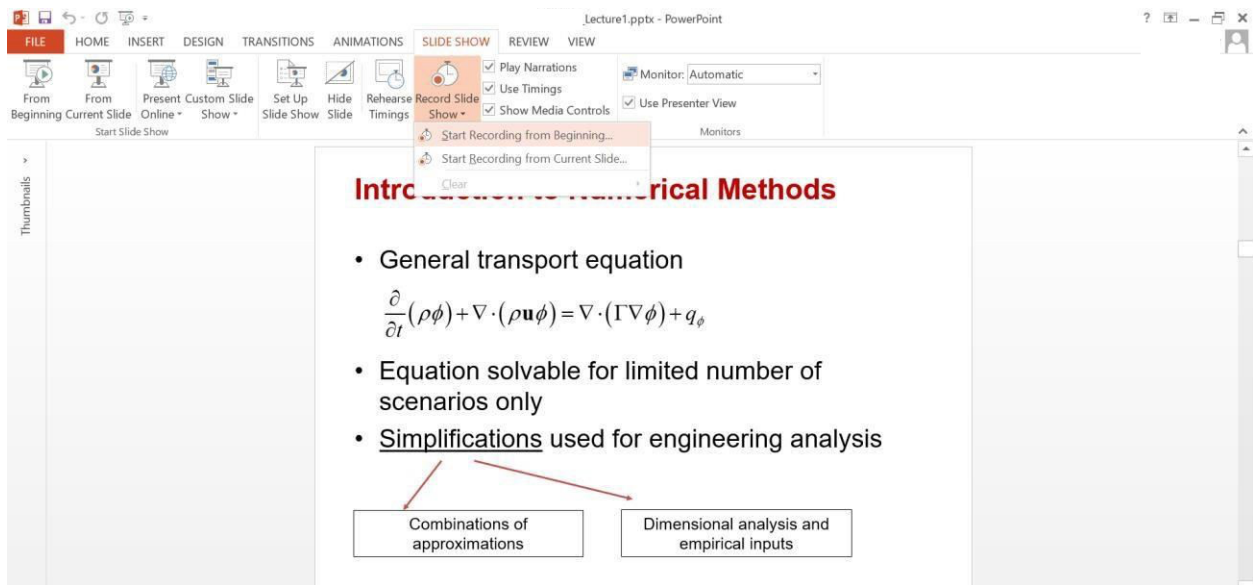 _Lecture1.pptx - PowerPoint
FILE HOME INSERT DESIGN TRANSITIONS ANIMATIONS SLIDE SHOW REVIEW VIEW
From Beginning
From Current Slide
Present Online
Custom Slide Show
Set Up Slide Show
Hide Slide
Rehearse Timings
Record Slide Show
Play Narrations
Use Timings
Show Media Controls
Monitor: Automatic
Use Presenter View
Start Slide Show
Monitors
Start Recording from Beginning...
Start Recording from Current Slide...
Clear
Thumbnails
Numerical Methods
• General transport equation
∂/∂t(ρϕ)+∇·(ρuϕ)=∇·(Γ∇ϕ)+q_ϕ
• Equation solvable for limited number of
scenarios only
• Simplifications used for engineering analysis
Combinations of
approximations
Dimensional analysis and
empirical inputs